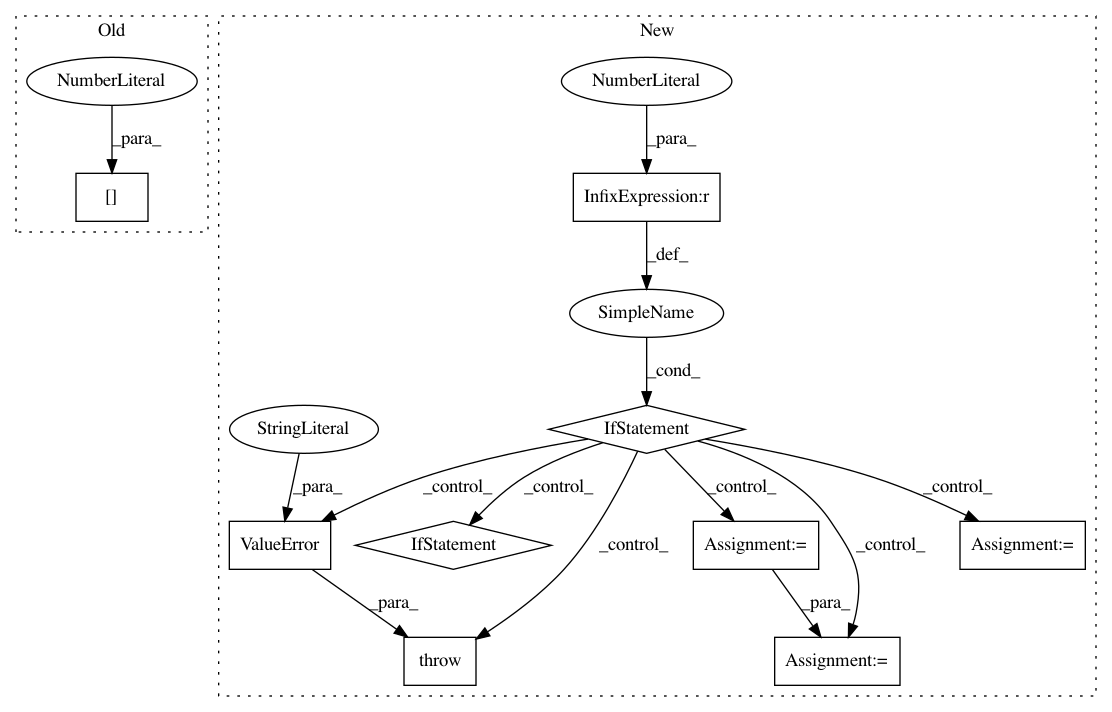 Old
New
NumberLiteral
NumberLiteral
_para_
_para_
[]
InfixExpression:r
_def_
SimpleName
_cond_
StringLiteral
IfStatement
_para_
_control_
_control_
_control_
_control_
_control_
_control_
ValueError
IfStatement
Assignment:=
Assignment:=
_para_
_para_
throw
Assignment:=